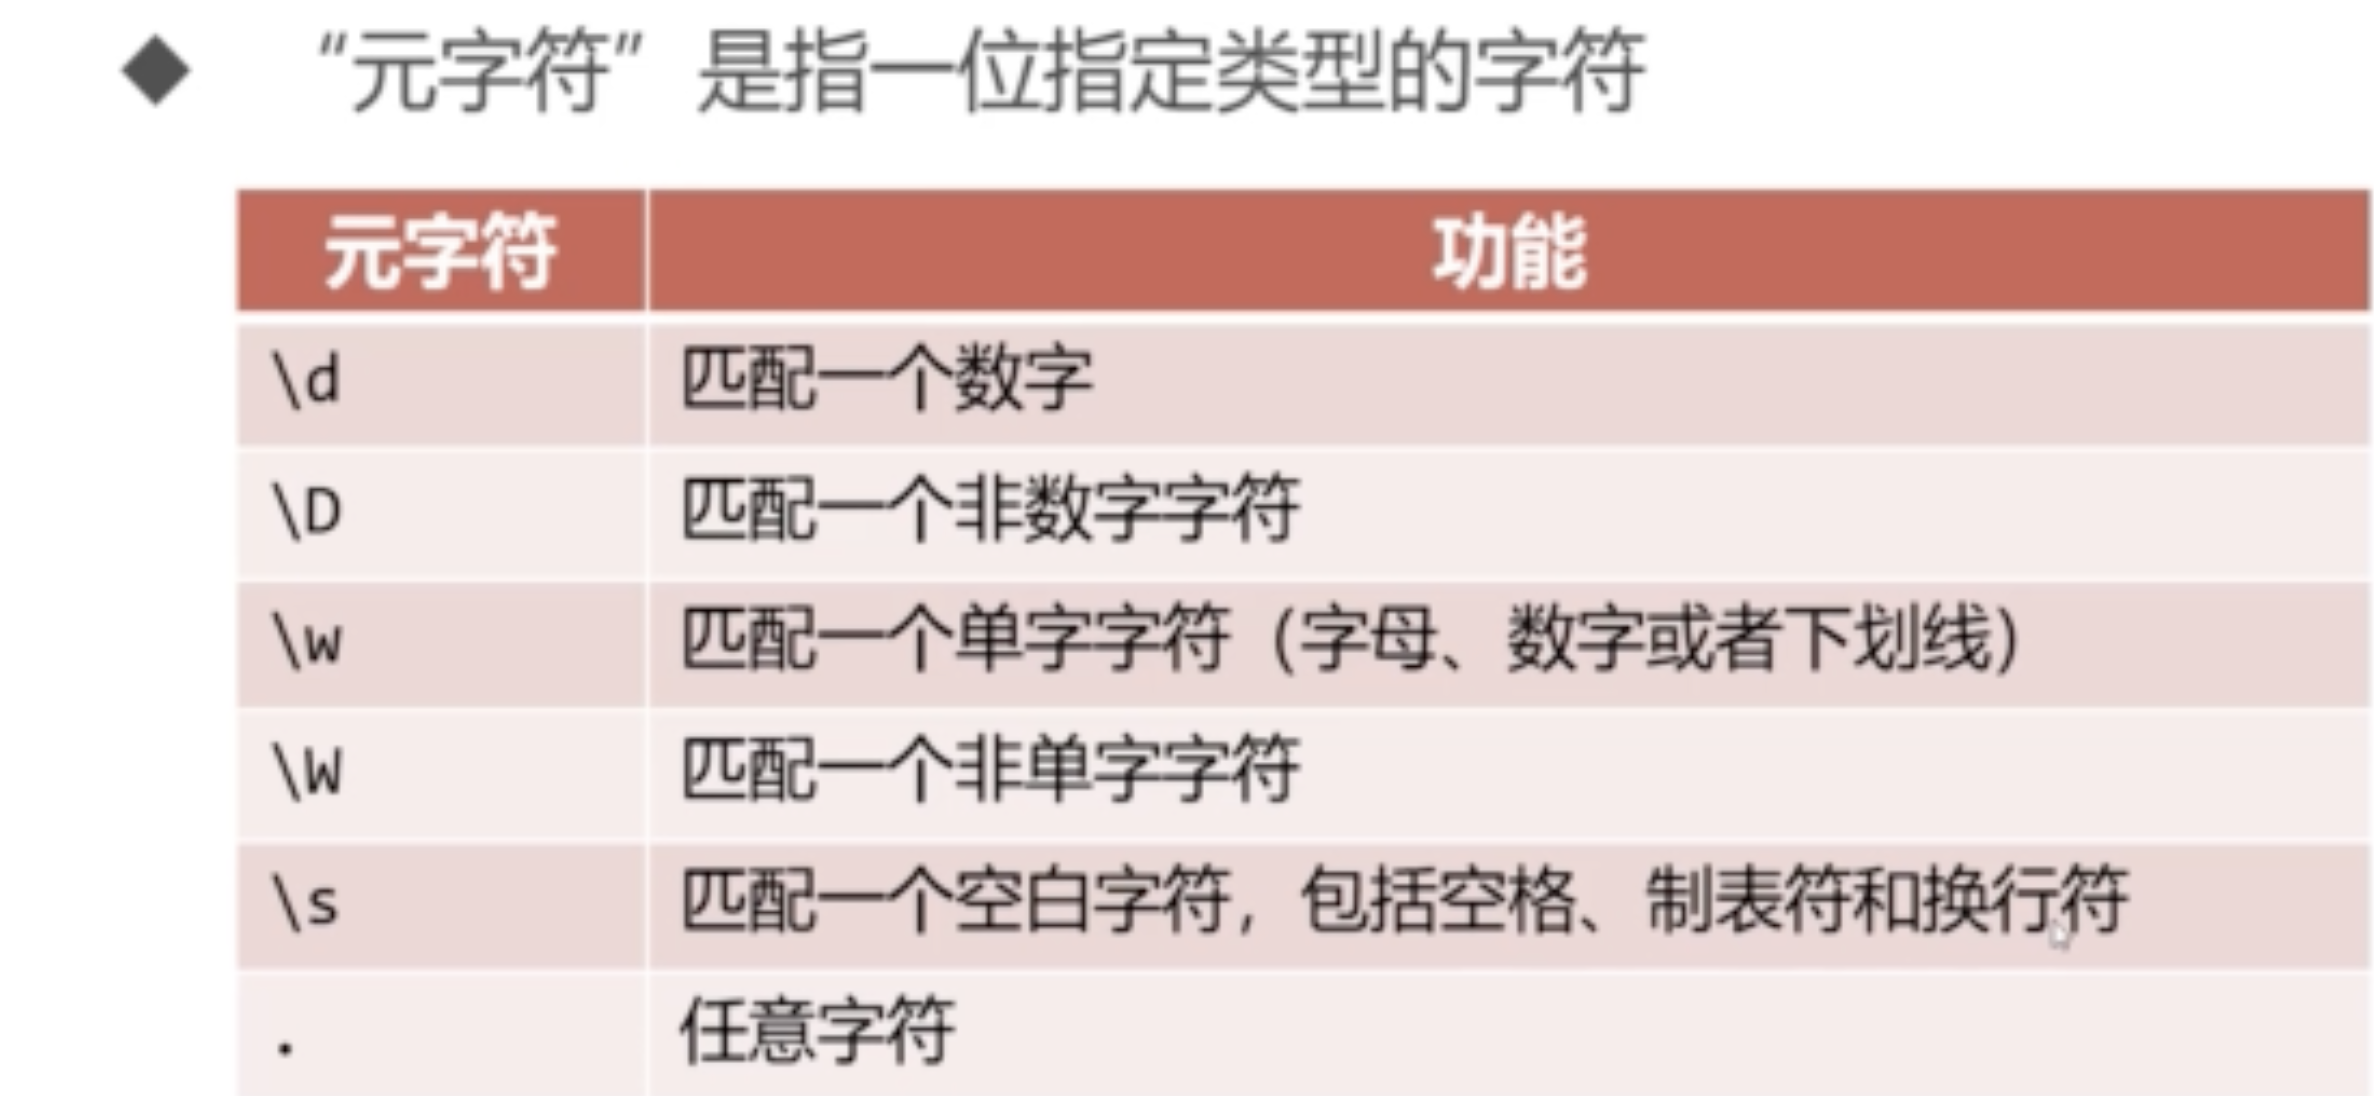 “元字符”是指一位指定类型的字符
元字符 功能
\d 匹配一个数字
\D 匹配一个非数字字符
\w 匹配一个单字字符（字母、数字或者下划线）
\W 匹配一个非单字字符
\s 匹配一个空白字符，包括空格、制表符和换行符
. 任意字符